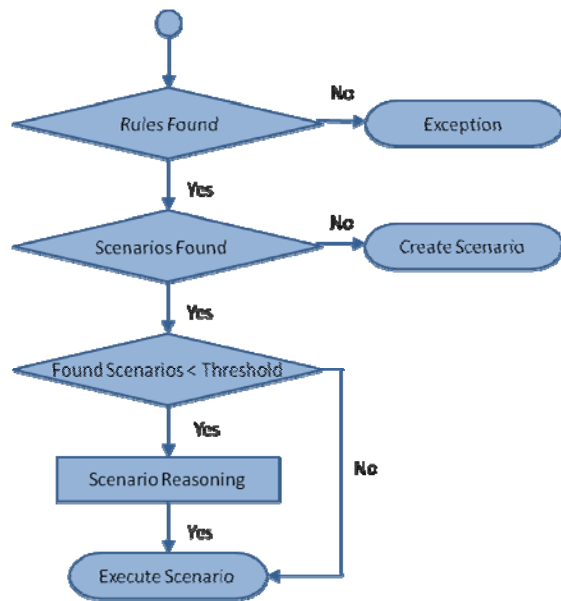 Rules Found
No
Exception
Yes
Scenarios Found
No
Create Scenario
Yes
Found Scenarios < Threshold
Yes
No
Scenario Reasoning
Yes
Execute Scenario